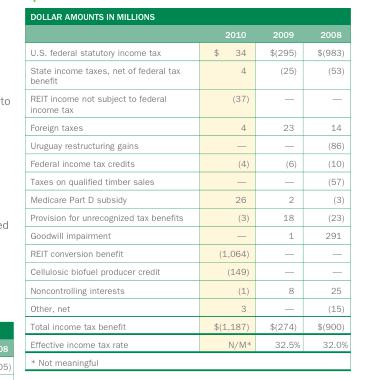 DOLLAR AMOUNTS IN MILLIONS
2010 2009 2008
U.S. federal statutory income tax $ 34 $(295) $(983)
State income taxes, net of federal tax 4 (25) (53)
benefit
REIT income not subject to federal (37) — —
income tax
to
Foreign taxes 4 23 14
Uruguay restructuring gains — — (86)
Federal income tax credits (4) (6) (10)
Taxes on qualified timber sales — — (57)
Medicare Part D subsidy 26 2 (3)
Provision for unrecognized tax benefits (3) 18 (23)
ed
Goodwill impairment — 1 291
REIT conversion benefit (1,064) — —
Cellulosic biofuel producer credit (149) — —
Noncontrolling interests (1) 8 25
Other, net 3 — (15)
Total income tax benefit $(1,187) $(274) $(900)
Effective income tax rate N/M* 32.5% 32.0%
08
* Not meaningful
05)